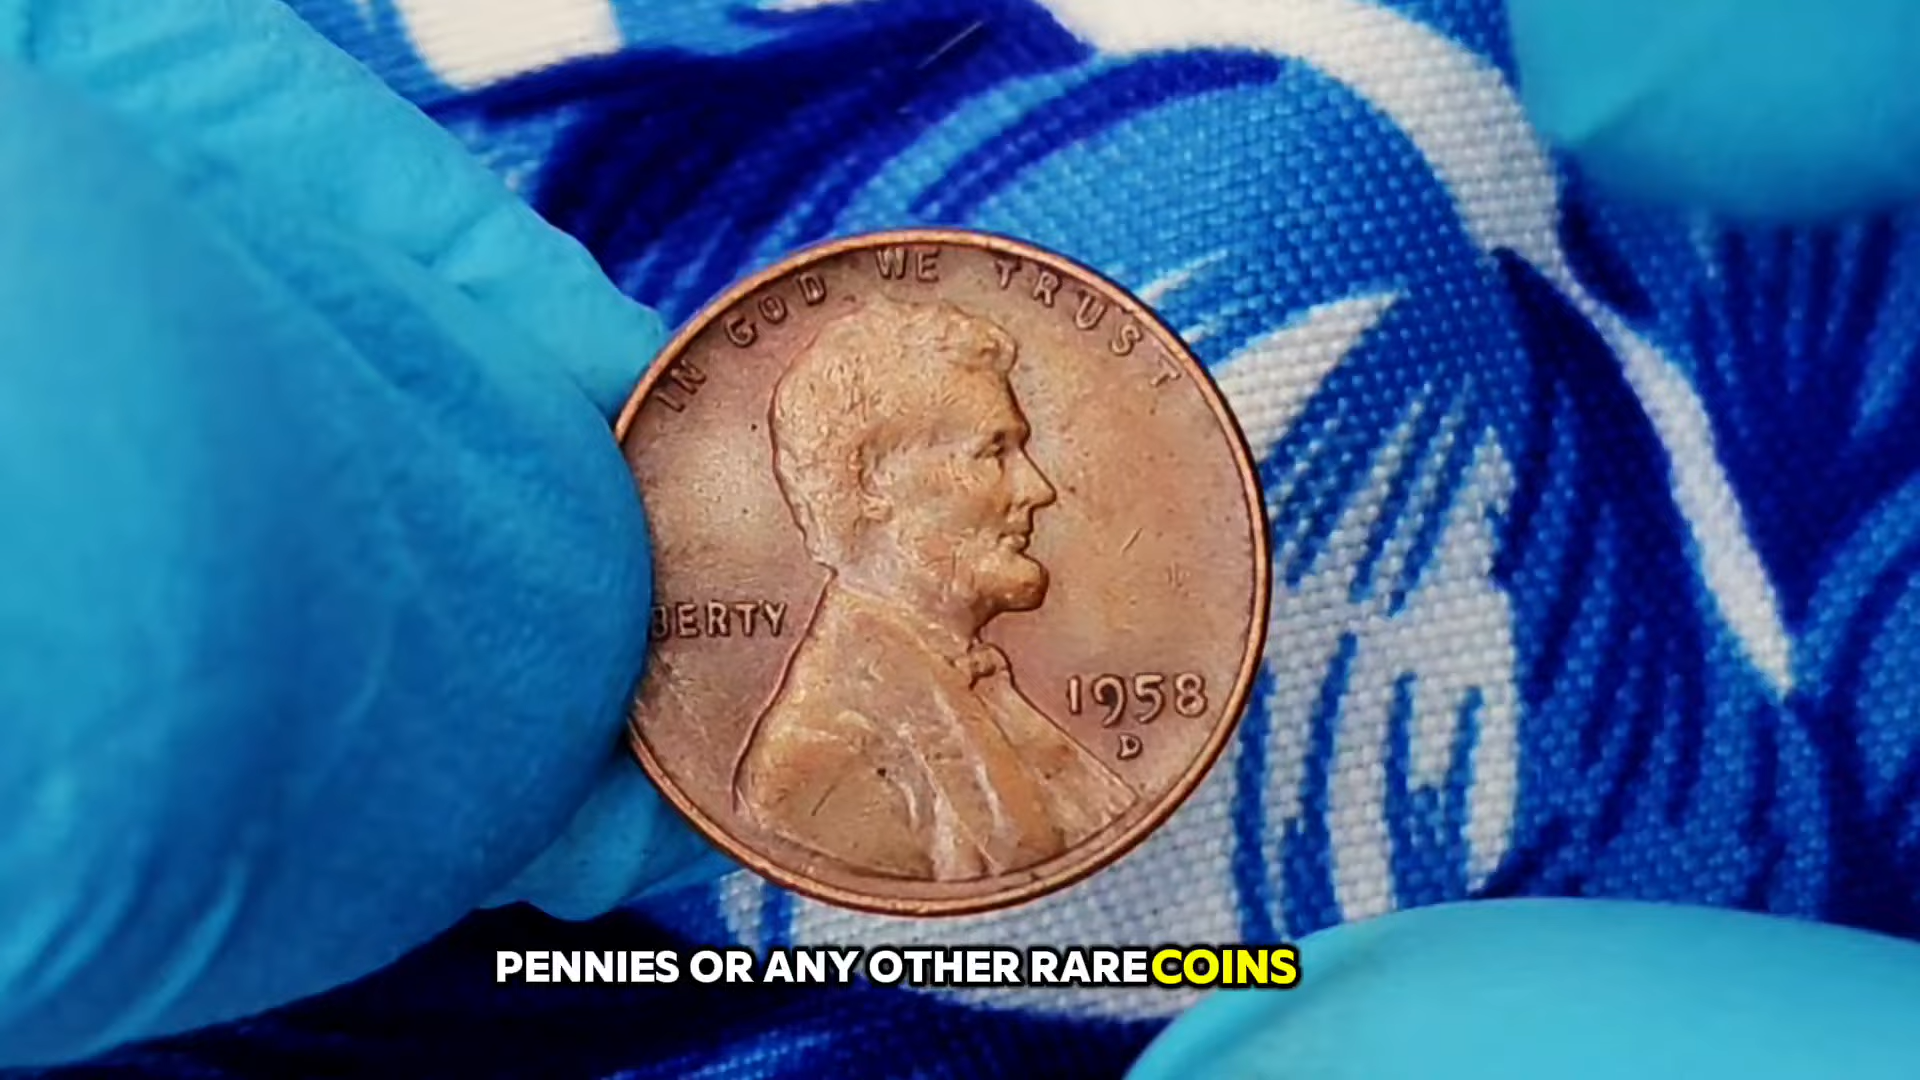 IN GOD WE TRUST
BERTY
1958
D
PENNIES OR ANY OTHER RARE COINS